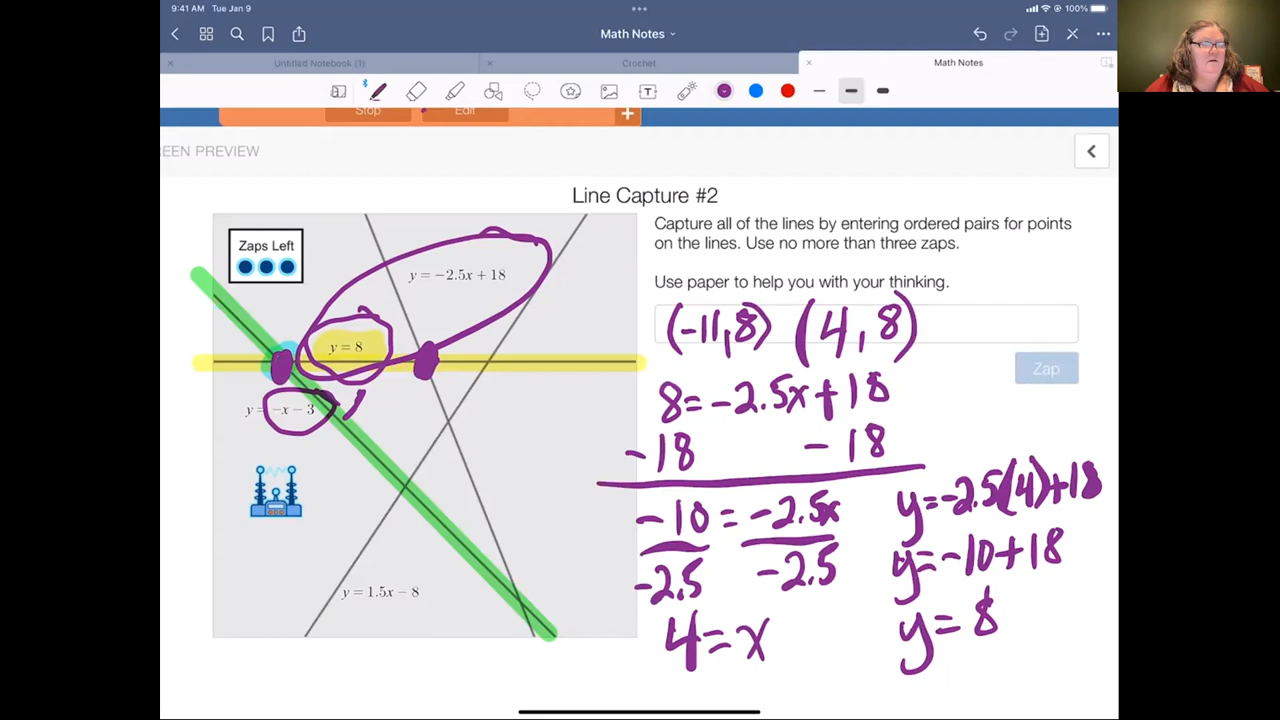 9:41 AM Tue Jan 9
100%
Math Notes
Untitled Notebook (1)
Crochet
Math Notes
T
Stop
Edit
+
EEN PREVIEW
Line Capture #2
Zaps Left
Capture all of the lines by entering ordered pairs for points
on the lines. Use no more than three zaps.
Use paper to help you with your thinking.
y = −2.5x + 18
y = 8
y = −x − 3
y = 1.5x − 8
(-11,8) (4,8)
Zap
8=-2.5x+18
-18 -18
-10=-2.5x
-2.5 -2.5
4=x
y=-2.5(4)+18
y=-10+18
y=8